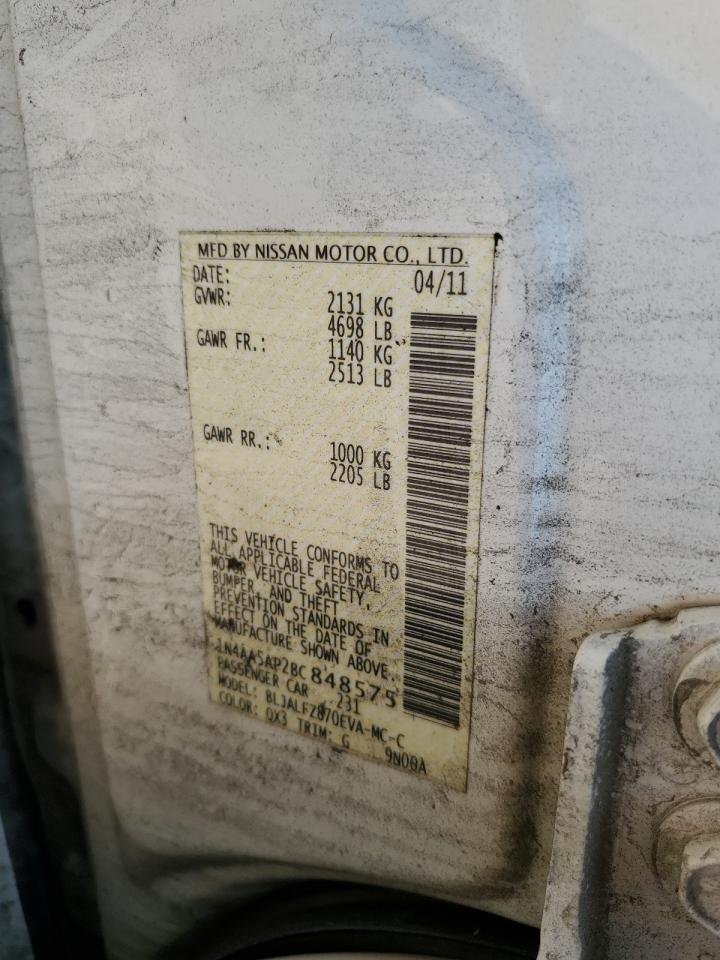 MFD BY NISSAN MOTOR CO., LTD.
DATE: 04/11
GVWR: 2131 KG
4698 LB
GAWR FR.: 1140 KG
2513 LB
GAWR RR.: 1000 KG
2205 LB
THIS VEHICLE CONFORMS TO
ALL APPLICABLE FEDERAL
MOTOR VEHICLE SAFETY,
BUMPER, AND THEFT
PREVENTION STANDARDS IN
EFFECT ON THE DATE OF
MANUFACTURE SHOWN ABOVE.
1N4AA5AP2BC848575
PASSENGER CAR 231
MODEL: BLJALFZ870EVA-MC-C
COLOR: QX3 TRIM: G 9N00A